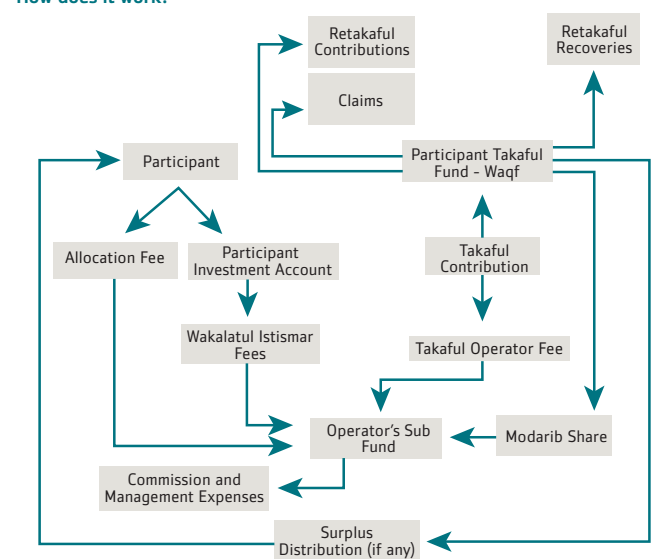 How does it work?
Retakaful
Contributions
Retakaful
Recoveries
Claims
Participant
Participant Takaful
Fund - Waqf
Allocation Fee
Participant
Investment Account
Takaful
Contribution
Wakalatul Istismar
Fees
Takaful Operator Fee
Operator's Sub
Fund
Modarib Share
Commission and
Management Expenses
Surplus
Distribution (if any)